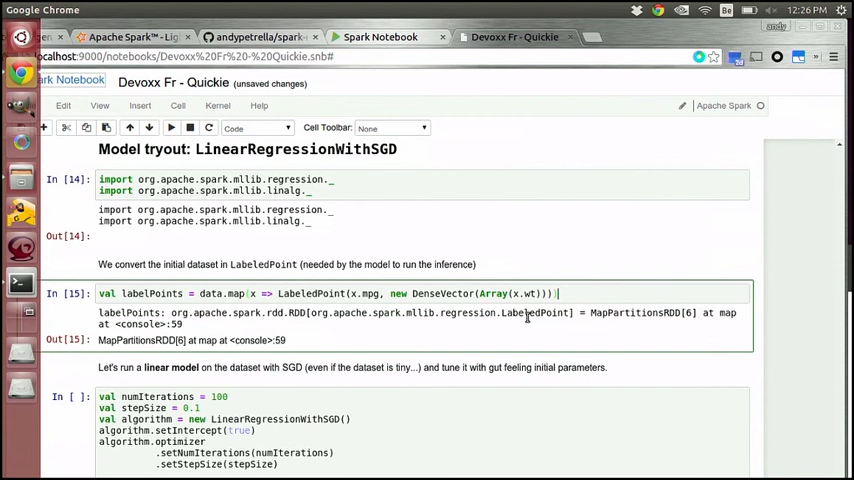 Google Chrome
12:26 PM
andy
Apache Spark™ - Li
andypetrella/spark-
Spark Notebook
Devoxx Fr - Quickie
localhost:9000/notebooks/Devoxx%20Fr%20-%20Quickie.snb#
ark Notebook
Devoxx Fr - Quickie (unsaved changes)
Edit View Insert Cell Kernel Help
Apache Spark
Code
Cell Toolbar: None
Model tryout: LinearRegressionWithSGD
In [14]: import org.apache.spark.mllib.regression._
import org.apache.spark.mllib.linalg._
import org.apache.spark.mllib.regression._
import org.apache.spark.mllib.linalg._
Out[14]:
We convert the initial dataset in LabeledPoint (needed by the model to run the inference)
In [15]: val labelPoints = data.map(x => LabeledPoint(x.mpg, new DenseVector(Array(x.wt))))
labelPoints: org.apache.spark.rdd.RDD[org.apache.spark.mllib.regression.LabeledPoint] = MapPartitionsRDD[6] at map
at <console>:59
Out[15]: MapPartitionsRDD[6] at map at <console>:59
Let's run a linear model on the dataset with SGD (even if the dataset is tiny...) and tune it with gut feeling initial parameters.
In [ ]: val numIterations = 100
val stepSize = 0.1
val algorithm = new LinearRegressionWithSGD()
algorithm.setIntercept(true)
algorithm.optimizer
.setNumIterations(numIterations)
.setStepSize(stepSize)